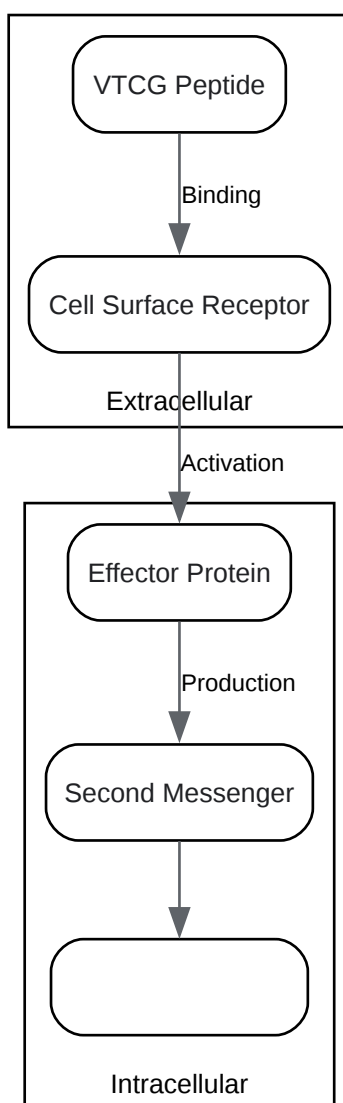 VTCG Peptide
Binding
Cell Surface Receptor
Extracellular
Activation
Effector Protein
Production
Second Messenger
Intracellular